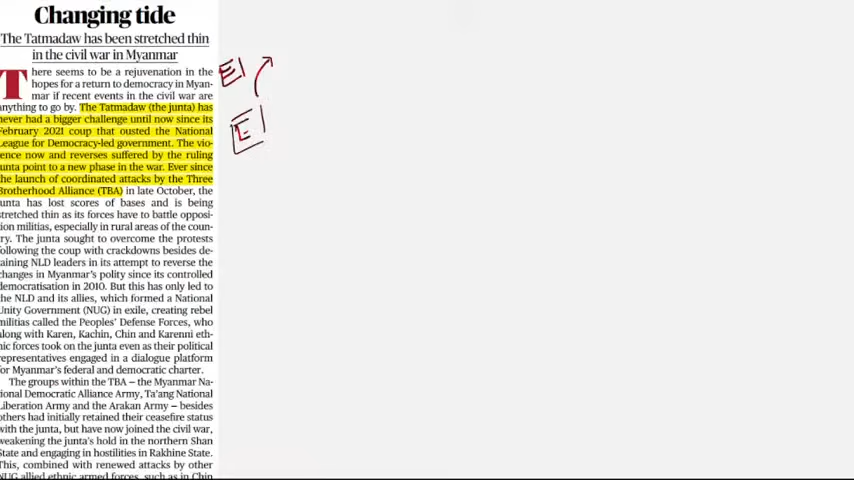 Changing tide
The Tatmadaw has been stretched thin
in the civil war in Myanmar
There seems to be a rejuvenation in the
hopes for a return to democracy in Myan-
mar if recent events in the civil war are
anything to go by. The Tatmadaw (the junta) has
never had a bigger challenge until now since its
February 2021 coup that ousted the National
League for Democracy-led government. The vio-
lence now and reverses suffered by the ruling
junta point to a new phase in the war. Ever since
the launch of coordinated attacks by the Three
Brotherhood Alliance (TBA) in late October, the
junta has lost scores of bases and is being
stretched thin as its forces have to battle opposi-
tion militias, especially in rural areas of the coun-
try. The junta sought to overcome the protests
following the coup with crackdowns besides de-
taining NLD leaders in its attempt to reverse the
changes in Myanmar's polity since its controlled
democratisation in 2010. But this has only led to
the NLD and its allies, which formed a National
Unity Government (NUG) in exile, creating rebel
militias called the Peoples' Defense Forces, who
along with Karen, Kachin, Chin and Karenni eth-
nic forces took on the junta even as their political
representatives engaged in a dialogue platform
for Myanmar's federal and democratic charter.
The groups within the TBA — the Myanmar Na-
tional Democratic Alliance Army, Ta'ang National
Liberation Army and the Arakan Army — besides
others had initially retained their ceasefire status
with the junta, but have now joined the civil war,
weakening the junta's hold in the northern Shan
State and engaging in hostilities in Rakhine State.
This, combined with renewed attacks by other
NUG allied ethnic armed forces, such as in Chin